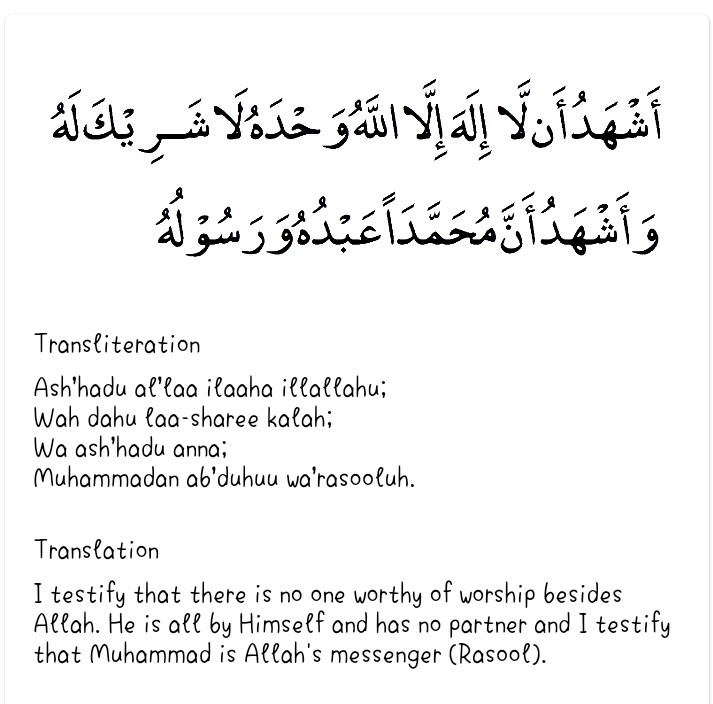 أَشْهَدُ أَن لَّا إِلَهَ إِلَّا اللَّهُ وَحْدَهُ لَا شَـرِيْكَ لَهُ
وَأَشْهَدُ أَنَّ مُحَمَّدَاً عَبْدُهُ وَرَسُوْلُهُ
Transliteration
Ash'hadu al'laa ilaaha illallahu;
Wah dahu laa-sharee kalah;
Wa ash'hadu anna;
Muhammadan ab'duhuu wa'rasooluh.
Translation
I testify that there is no one worthy of worship besides
Allah. He is all by Himself and has no partner and I testify
that Muhammad is Allah's messenger (Rasool).